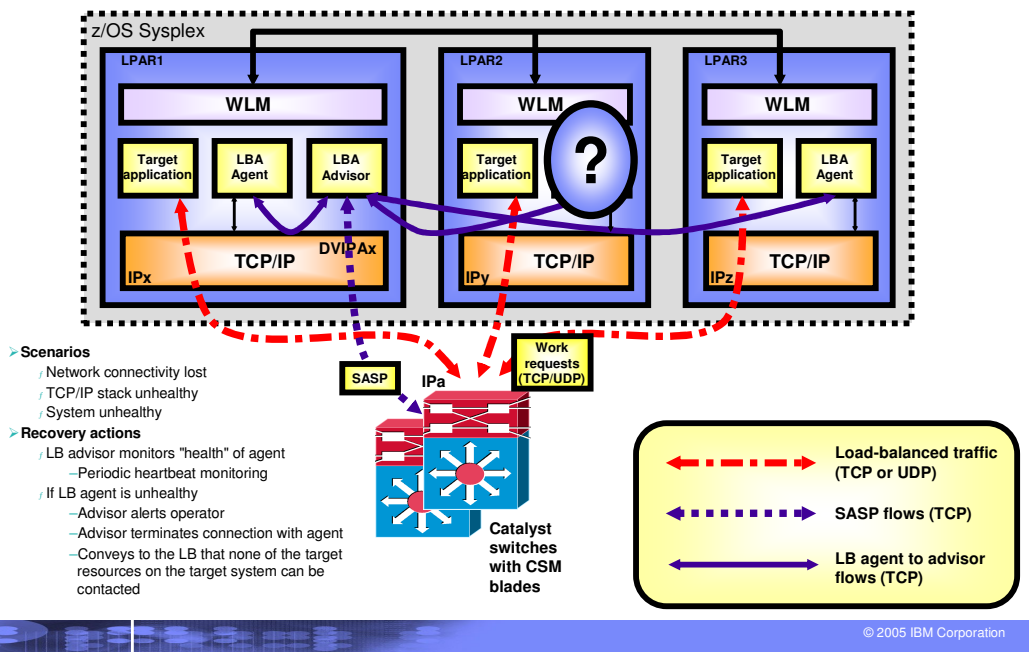 z/OS Sysplex
LPAR1
LPAR2
LPAR3
WLM
WLM
WLM
Target
application
LBA
Agent
LBA
Advisor
Target
application
?
Target
application
LBA
Agent
DVIPAx
TCP/IP
IPx
TCP/IP
IPy
TCP/IP
IPz
Scenarios
Network connectivity lost
TCP/IP stack unhealthy
System unhealthy
Recovery actions
LB advisor monitors "health" of agent
–Periodic heartbeat monitoring
If LB agent is unhealthy
–Advisor alerts operator
–Advisor terminates connection with agent
–Conveys to the LB that none of the target
resources on the target system can be
contacted
SASP
IPa
Work
requests
(TCP/UDP)
Catalyst
switches
with CSM
blades
Load-balanced traffic
(TCP or UDP)
SASP flows (TCP)
LB agent to advisor
flows (TCP)
© 2005 IBM Corporation